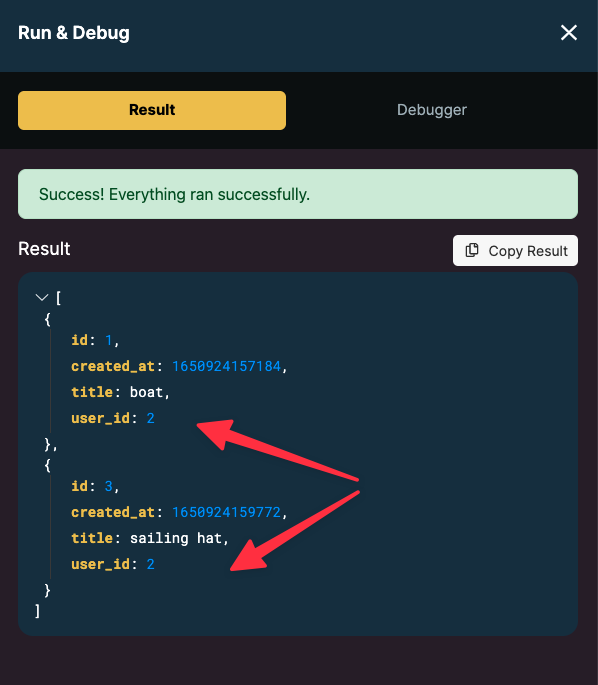 Run & Debug
Result
Debugger
Success! Everything ran successfully.
Result
Copy Result
[
{
id: 1,
created_at: 1650924157184,
title: boat,
user_id: 2
},
{
id: 3,
created_at: 1650924159772,
title: sailing hat,
user_id: 2
}
]